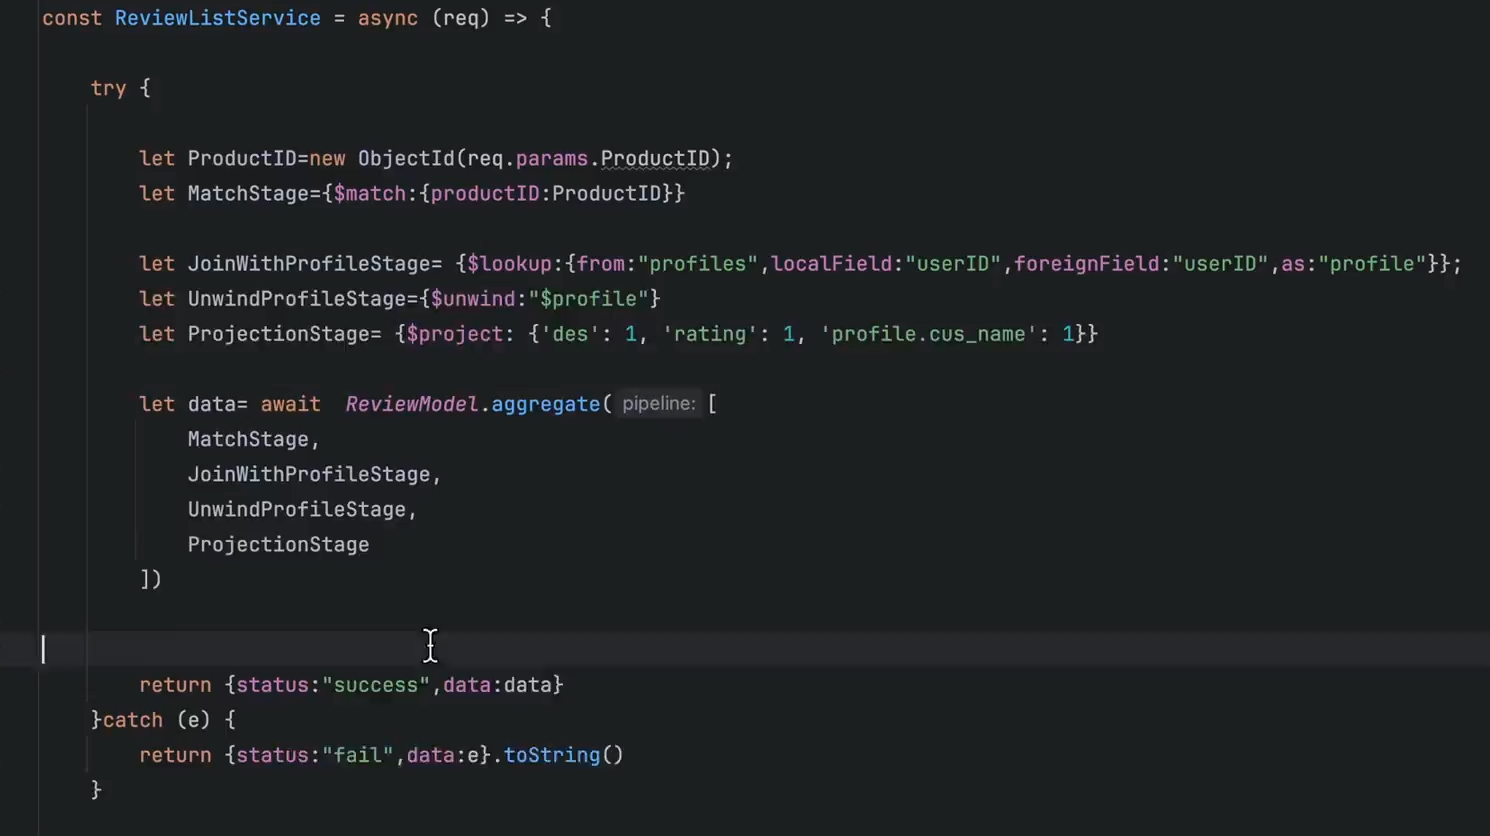 const ReviewListService = async (req) => {
try {
let ProductID=new ObjectId(req.params.ProductID);
let MatchStage={$match:{productID:ProductID}}
let JoinWithProfileStage= {$lookup:{from:"profiles",localField:"userID",foreignField:"userID",as:"profile"}};
let UnwindProfileStage={$unwind:"$profile"}
let ProjectionStage= {$project: {'des': 1, 'rating': 1, 'profile.cus_name': 1}}
let data= await  ReviewModel.aggregate( pipeline: [
MatchStage,
JoinWithProfileStage,
UnwindProfileStage,
ProjectionStage
])
return {status:"success",data:data}
}catch (e) {
return {status:"fail",data:e}.toString()
}